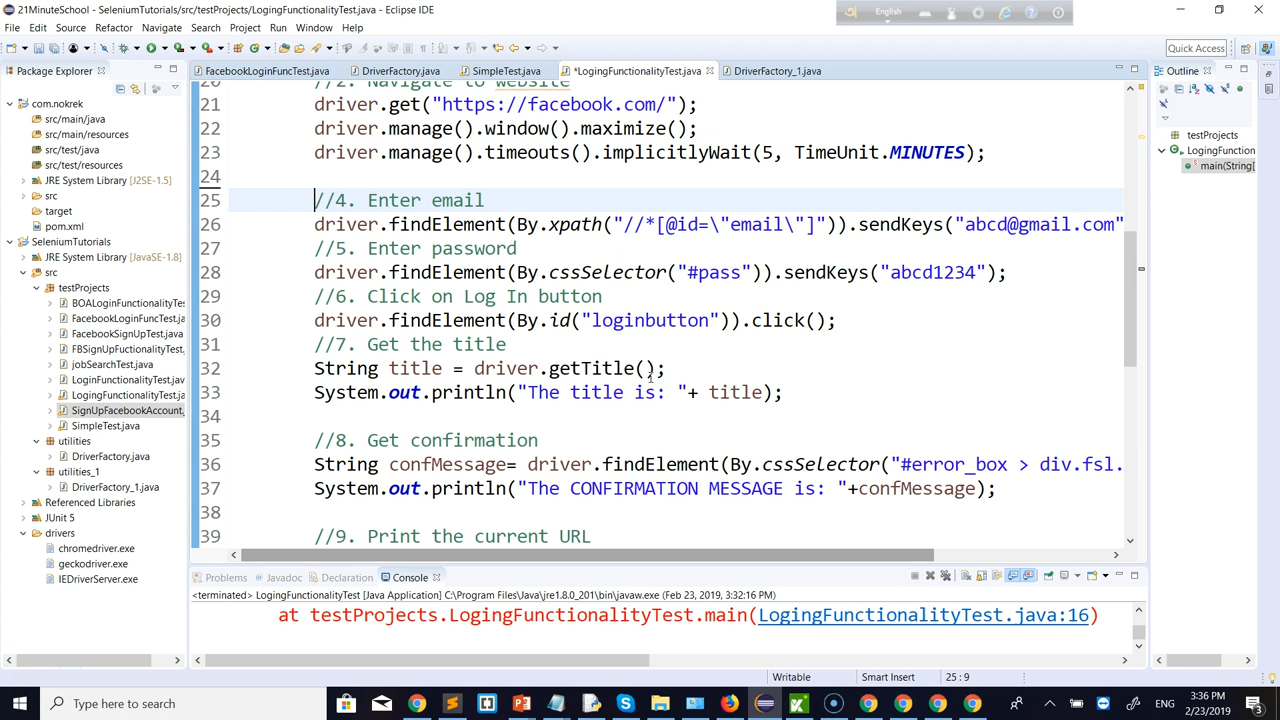 21MinuteSchool - SeleniumTutorials/src/testProjects/LogingFunctionalityTest.java - Eclipse IDE
English
File Edit Source Refactor Navigate Search Project Run Window Help
Quick Access
Package Explorer
FacebookLoginFuncTest.java DriverFactory.java SimpleTest.java *LogingFunctionalityTest.java DriverFactory_1.java
Outline
com.nokrek
src/main/java
src/main/resources
src/test/java
src/test/resources
JRE System Library [J2SE-1.5]
src
target
pom.xml
SeleniumTutorials
JRE System Library [JavaSE-1.8]
src
testProjects
BOALoginFunctionalityTes
FacebookLoginFuncTest.ja
FacebookSignUpTest.java
FBSignUpFuctionalityTest
jobSearchTest.java
LoginFunctionalityTest.jav
LogingFunctionalityTest.ja
SignUpFacebookAccount.
SimpleTest.java
utilities
DriverFactory.java
utilities_1
DriverFactory_1.java
Referenced Libraries
JUnit 5
drivers
chromedriver.exe
geckodriver.exe
IEDriverServer.exe
20 //2. Navigate to website
21 driver.get("https://facebook.com/");
22 driver.manage().window().maximize();
23 driver.manage().timeouts().implicitlyWait(5, TimeUnit.MINUTES);
24
25 //4. Enter email
26 driver.findElement(By.xpath("//*[@id=\"email\"]")).sendKeys("abcd@gmail.com"
27 //5. Enter password
28 driver.findElement(By.cssSelector("#pass")).sendKeys("abcd1234");
29 //6. Click on Log In button
30 driver.findElement(By.id("loginbutton")).click();
31 //7. Get the title
32 String title = driver.getTitle();
33 System.out.println("The title is: "+ title);
34
35 //8. Get confirmation
36 String confMessage= driver.findElement(By.cssSelector("#error_box > div.fsl.
37 System.out.println("The CONFIRMATION MESSAGE is: "+confMessage);
38
39 //9. Print the current URL
testProjects
LogingFunction
main(String[
Problems Javadoc Declaration Console
<terminated> LogingFunctionalityTest [Java Application] C:\Program Files\Java\jre1.8.0_201\bin\javaw.exe (Feb 23, 2019, 3:32:16 PM)
at testProjects.LogingFunctionalityTest.main(LogingFunctionalityTest.java:16)
Writable Smart Insert 25 : 9
Type here to search
ENG
3:36 PM
2/23/2019
3